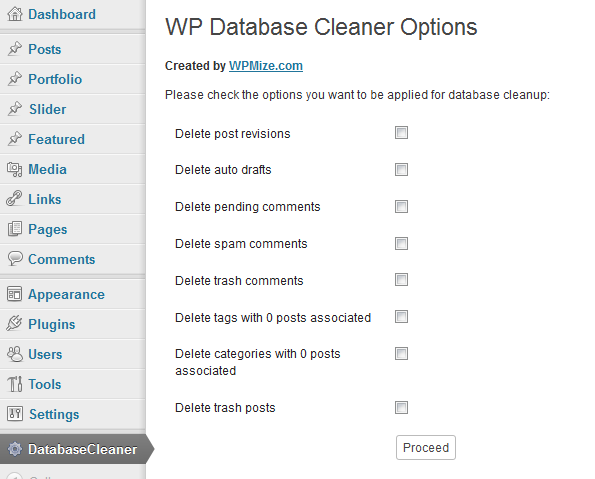 Dashboard
Posts
Portfolio
Slider
Featured
Media
Links
Pages
Comments
Appearance
Plugins
Users
Tools
Settings
DatabaseCleaner
WP Database Cleaner Options
Created by WPMize.com
Please check the options you want to be applied for database cleanup:
Delete post revisions
Delete auto drafts
Delete pending comments
Delete spam comments
Delete trash comments
Delete tags with 0 posts associated
Delete categories with 0 posts
associated
Delete trash posts
Proceed